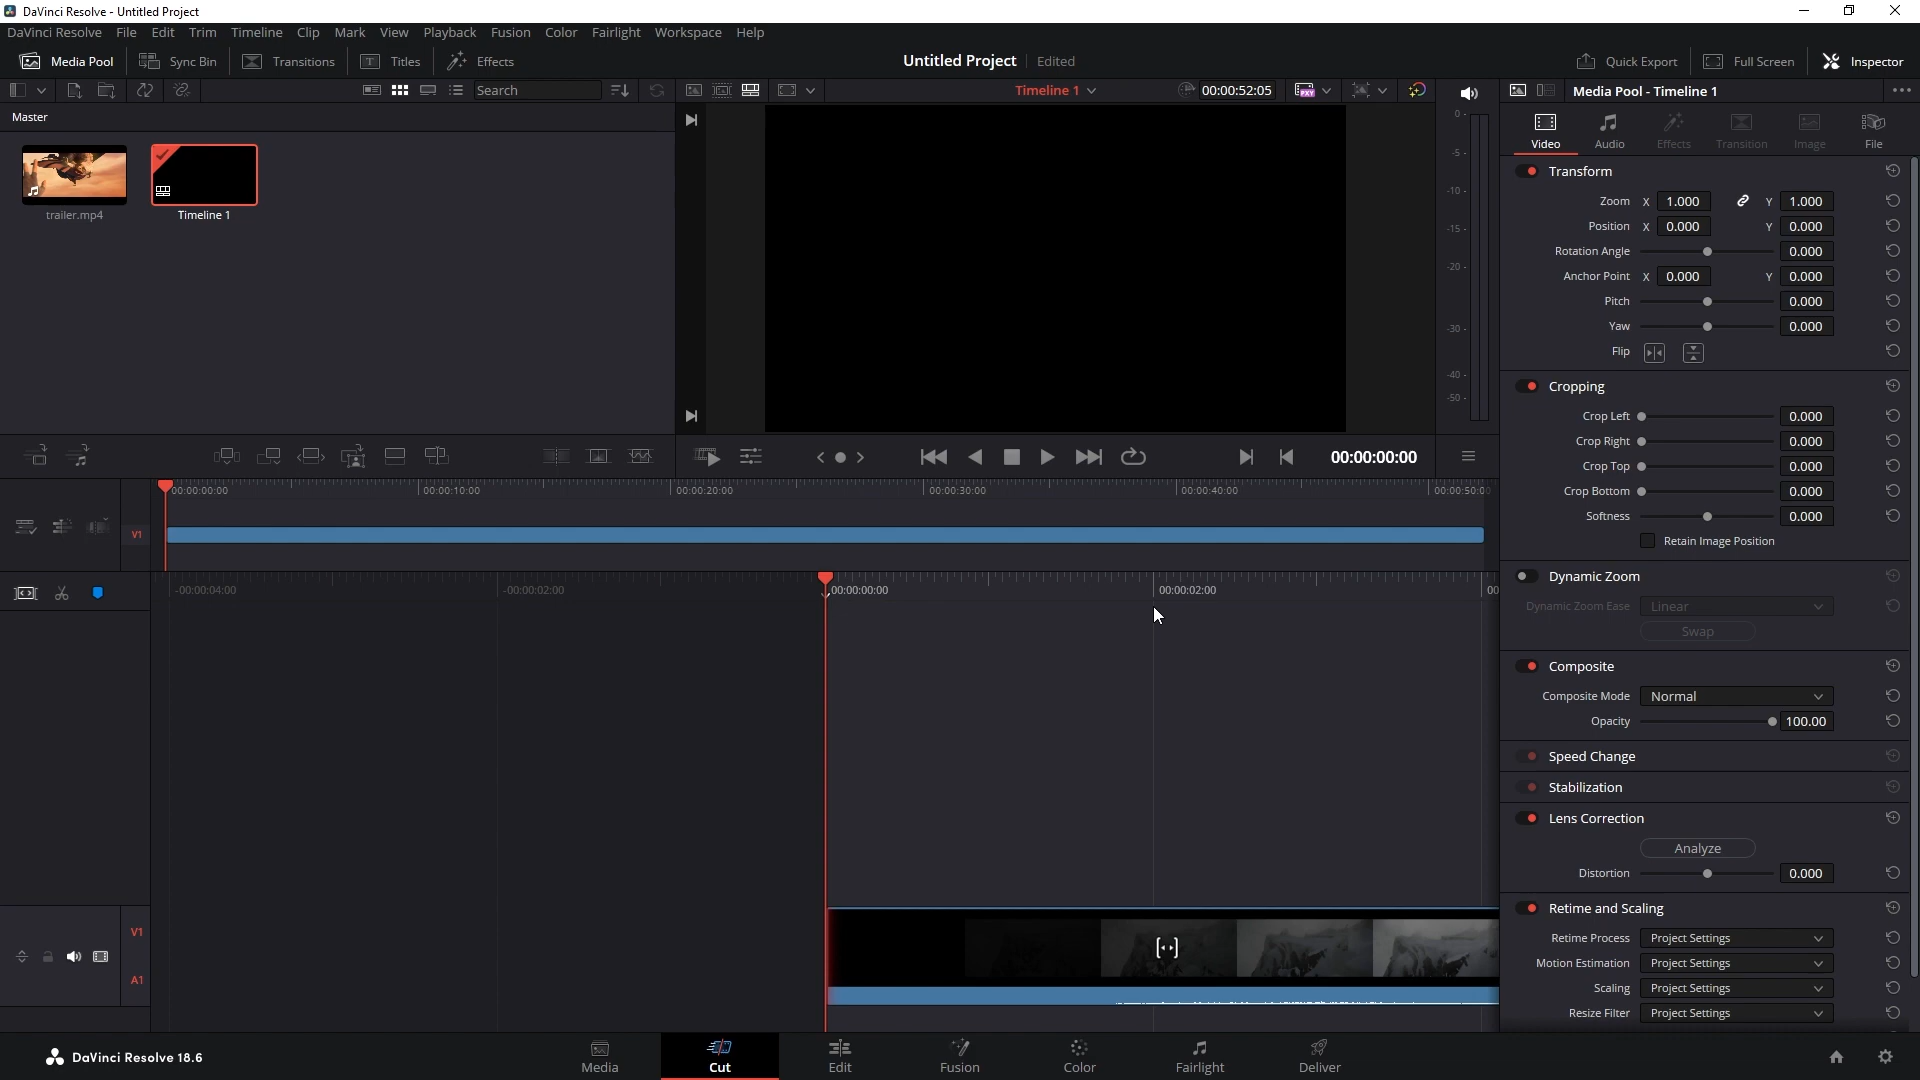 DaVinci Resolve - Untitled Project
DaVinci Resolve File Edit Trim Timeline Clip Mark View Playback Fusion Color Fairlight Workspace Help
Media Pool Sync Bin Transitions Titles Effects Untitled Project Edited Quick Export Full Screen Inspector
Search Timeline 1 00:00:52:05 PXY Media Pool - Timeline 1
Master
trailer.mp4 Timeline 1
0 -
-5 -
-10 -
-15 -
-20 -
-30 -
-40 -
-50 -
Video Audio Effects Transition Image File
Transform
Zoom X 1.000 Y 1.000
Position X 0.000 Y 0.000
Rotation Angle 0.000
Anchor Point X 0.000 Y 0.000
Pitch 0.000
Yaw 0.000
Flip
Cropping
Crop Left 0.000
Crop Right 0.000
Crop Top 0.000
Crop Bottom 0.000
Softness 0.000
Retain Image Position
Dynamic Zoom
Dynamic Zoom Ease Linear
Swap
Composite
Composite Mode Normal
Opacity 100.00
Speed Change
Stabilization
Lens Correction
Analyze
Distortion 0.000
Retime and Scaling
Retime Process Project Settings
Motion Estimation Project Settings
Scaling Project Settings
Resize Filter Project Settings
00:00:00:00
00:00:00:00 00:00:10:00 00:00:20:00 00:00:30:00 00:00:40:00 00:00:50:00
V1
-00:00:04:00 -00:00:02:00 00:00:00:00 00:00:02:00 00
V1
A1
DaVinci Resolve 18.6
Media Cut Edit Fusion Color Fairlight Deliver